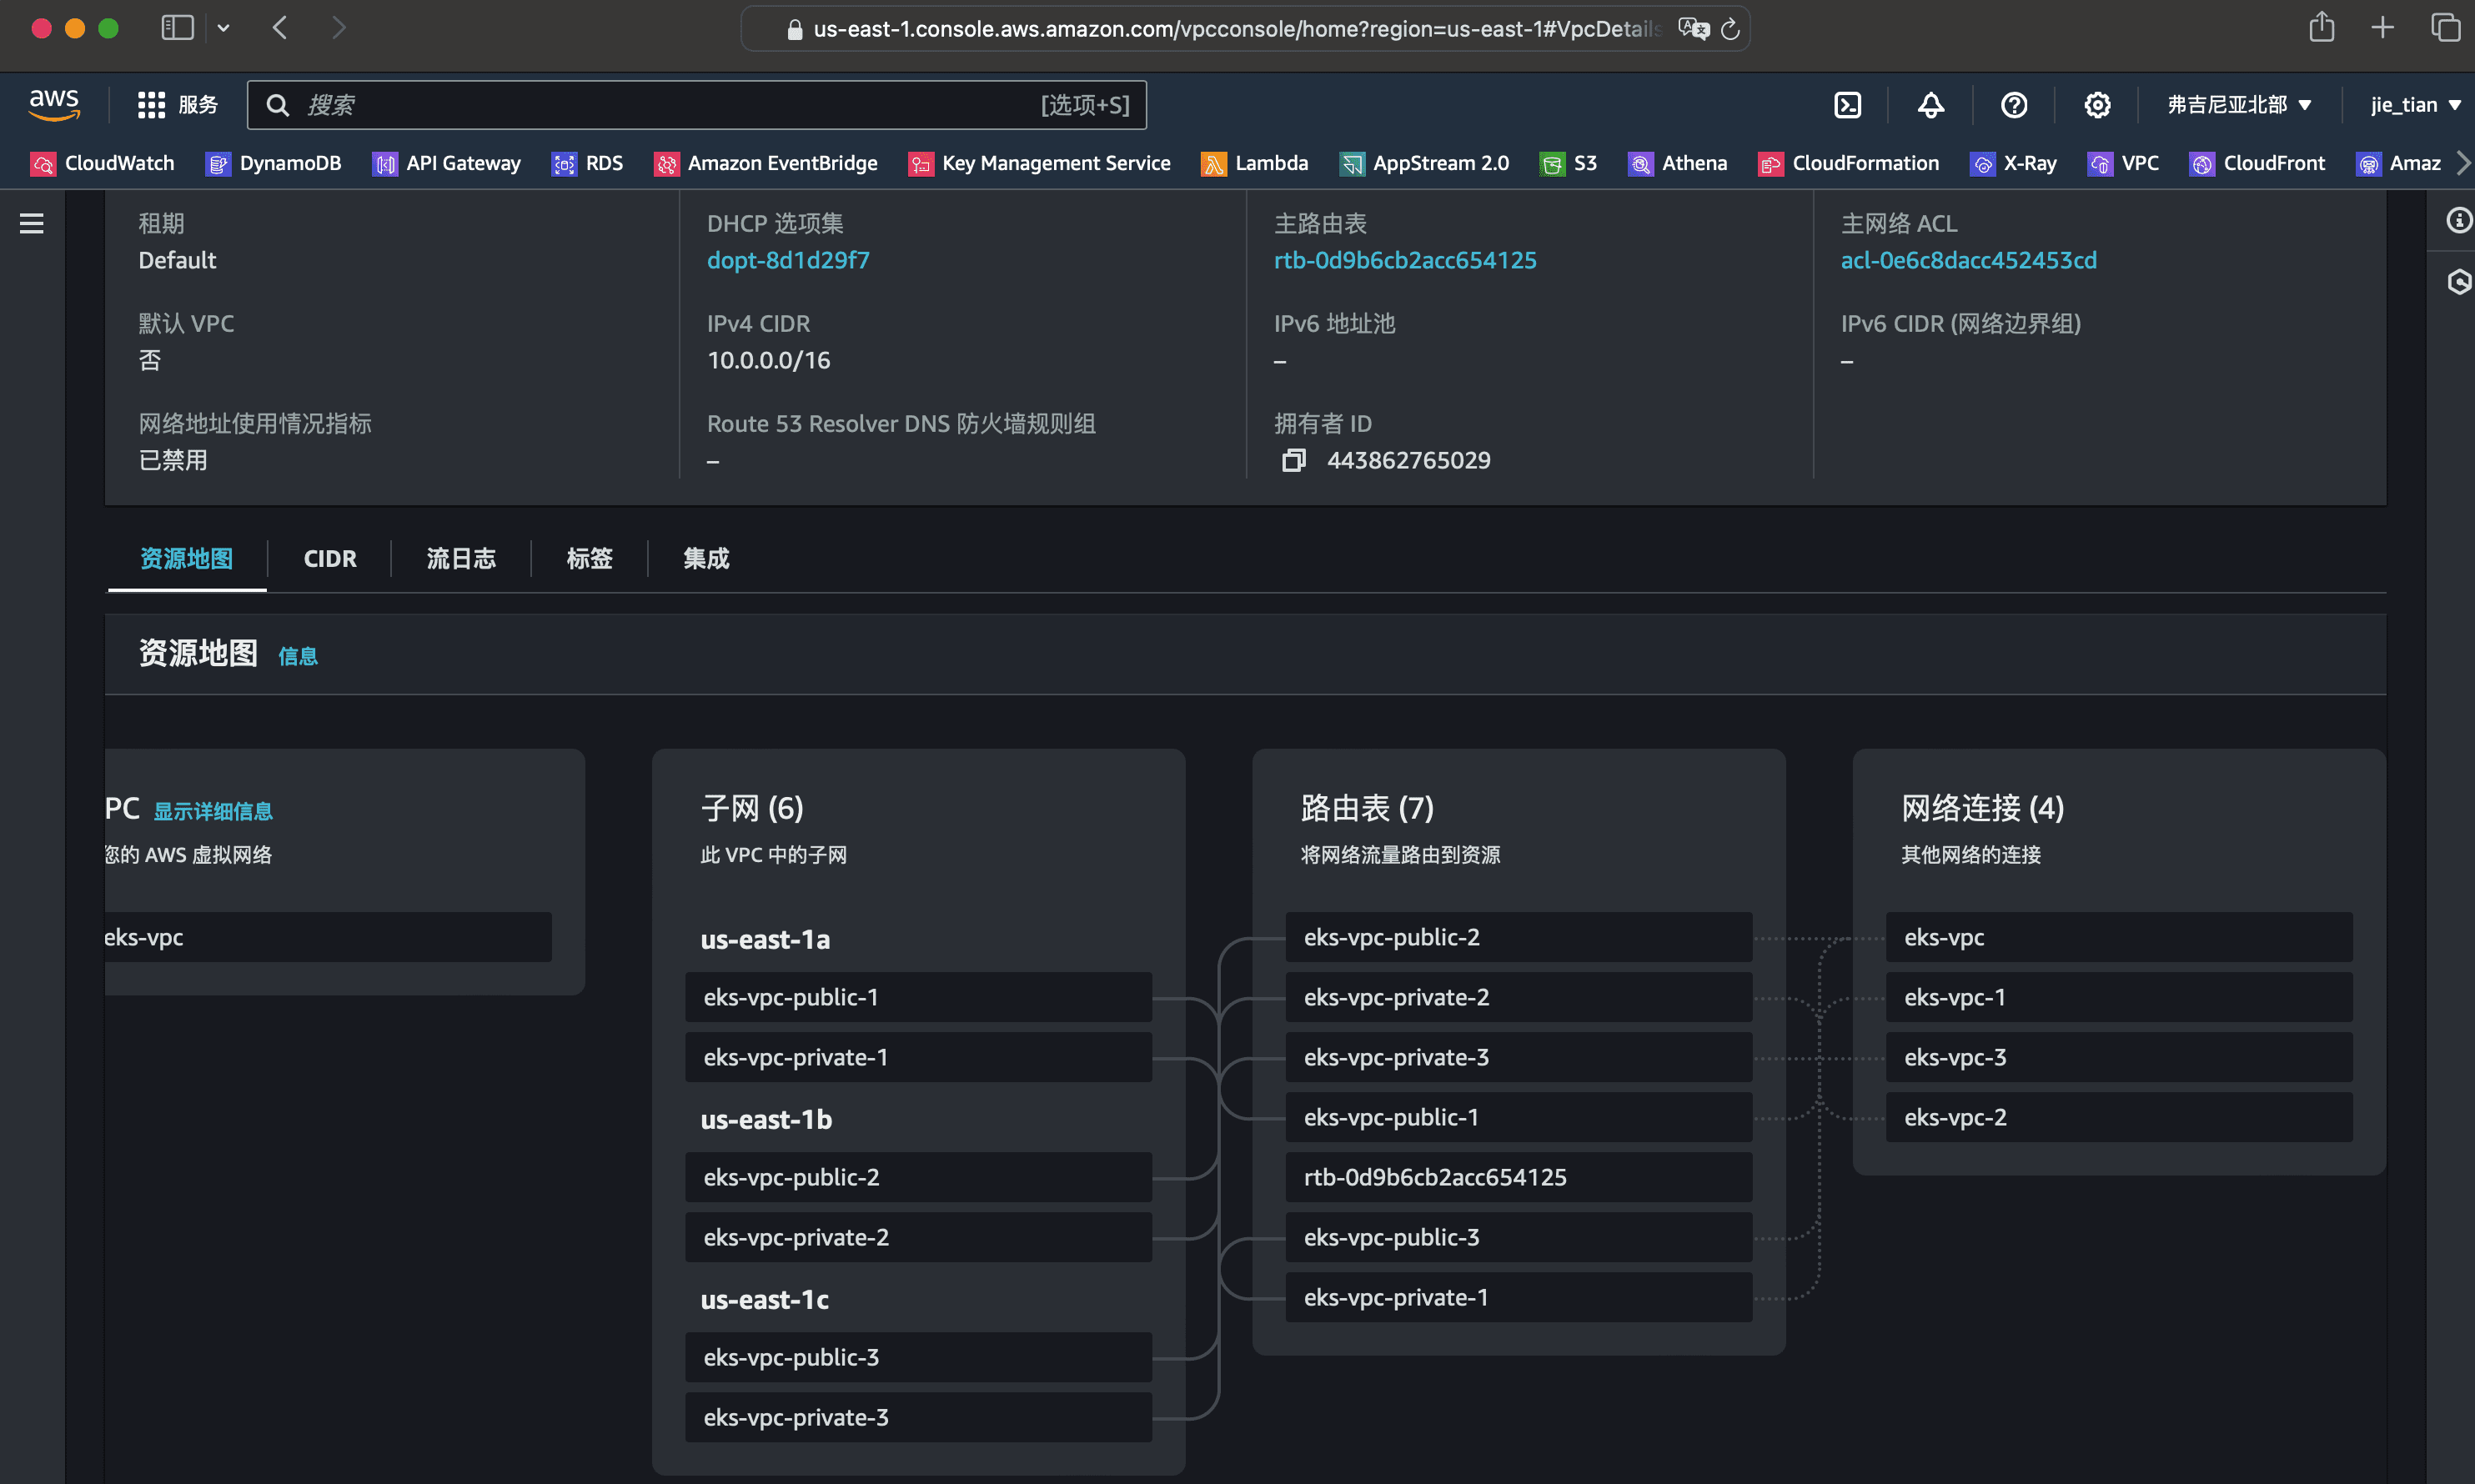 us-east-1.console.aws.amazon.com/vpcconsole/home?region=us-east-1#VpcDetails
aws
服务
搜索
[选项+S]
弗吉尼亚北部
jie_tian
CloudWatch
DynamoDB
API Gateway
RDS
Amazon EventBridge
Key Management Service
Lambda
AppStream 2.0
S3
Athena
CloudFormation
X-Ray
VPC
CloudFront
Amaz
租期
Default
DHCP 选项集
dopt-8d1d29f7
主路由表
rtb-0d9b6cb2acc654125
主网络 ACL
acl-0e6c8dacc452453cd
默认 VPC
否
IPv4 CIDR
10.0.0.0/16
IPv6 地址池
–
IPv6 CIDR (网络边界组)
–
网络地址使用情况指标
已禁用
Route 53 Resolver DNS 防火墙规则组
–
拥有者 ID
443862765029
资源地图
CIDR
流日志
标签
集成
资源地图 信息
PC 显示详细信息
您的 AWS 虚拟网络
eks-vpc
子网 (6)
此 VPC 中的子网
us-east-1a
eks-vpc-public-1
eks-vpc-private-1
us-east-1b
eks-vpc-public-2
eks-vpc-private-2
us-east-1c
eks-vpc-public-3
eks-vpc-private-3
路由表 (7)
将网络流量路由到资源
eks-vpc-public-2
eks-vpc-private-2
eks-vpc-private-3
eks-vpc-public-1
rtb-0d9b6cb2acc654125
eks-vpc-public-3
eks-vpc-private-1
网络连接 (4)
其他网络的连接
eks-vpc
eks-vpc-1
eks-vpc-3
eks-vpc-2